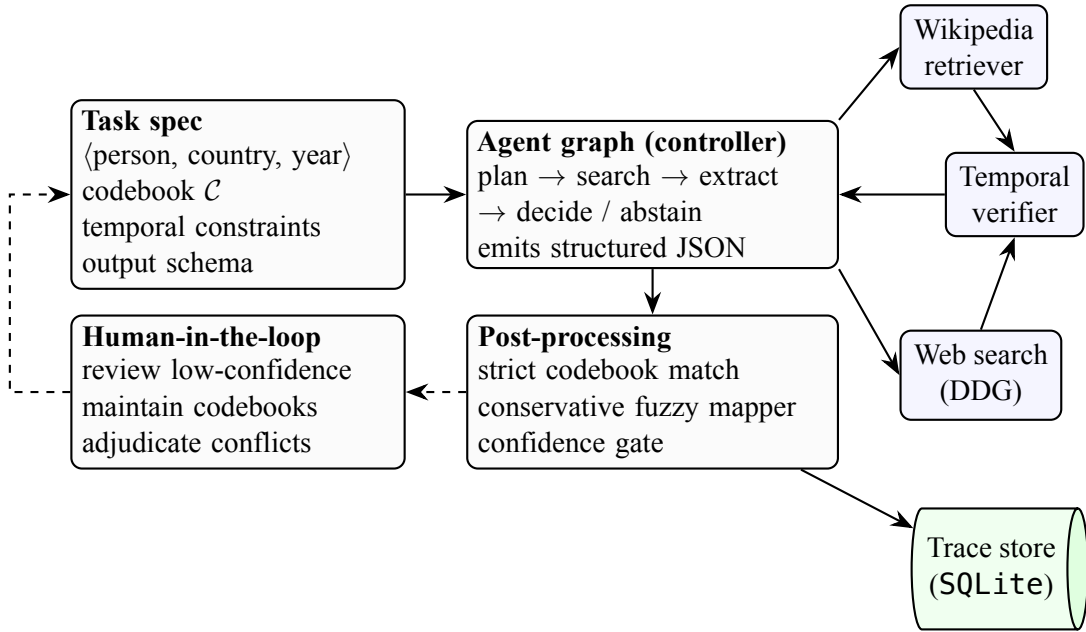 Task spec
⟨person, country, year⟩
codebook 𝒞
temporal constraints
output schema
Agent graph (controller)
plan → search → extract
→ decide / abstain
emits structured JSON
Wikipedia
retriever
Temporal
verifier
Web search
(DDG)
Human-in-the-loop
review low-confidence
maintain codebooks
adjudicate conflicts
Post-processing
strict codebook match
conservative fuzzy mapper
confidence gate
Trace store
(SQLite)